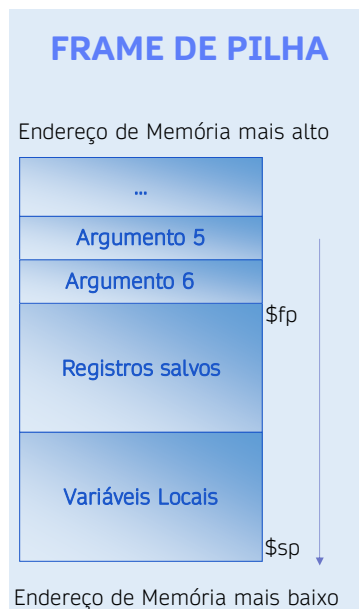 FRAME DE PILHA
Endereço de Memória mais alto
...
Argumento 5
Argumento 6
$fp
Registros salvos
Variáveis Locais
$sp
Endereço de Memória mais baixo